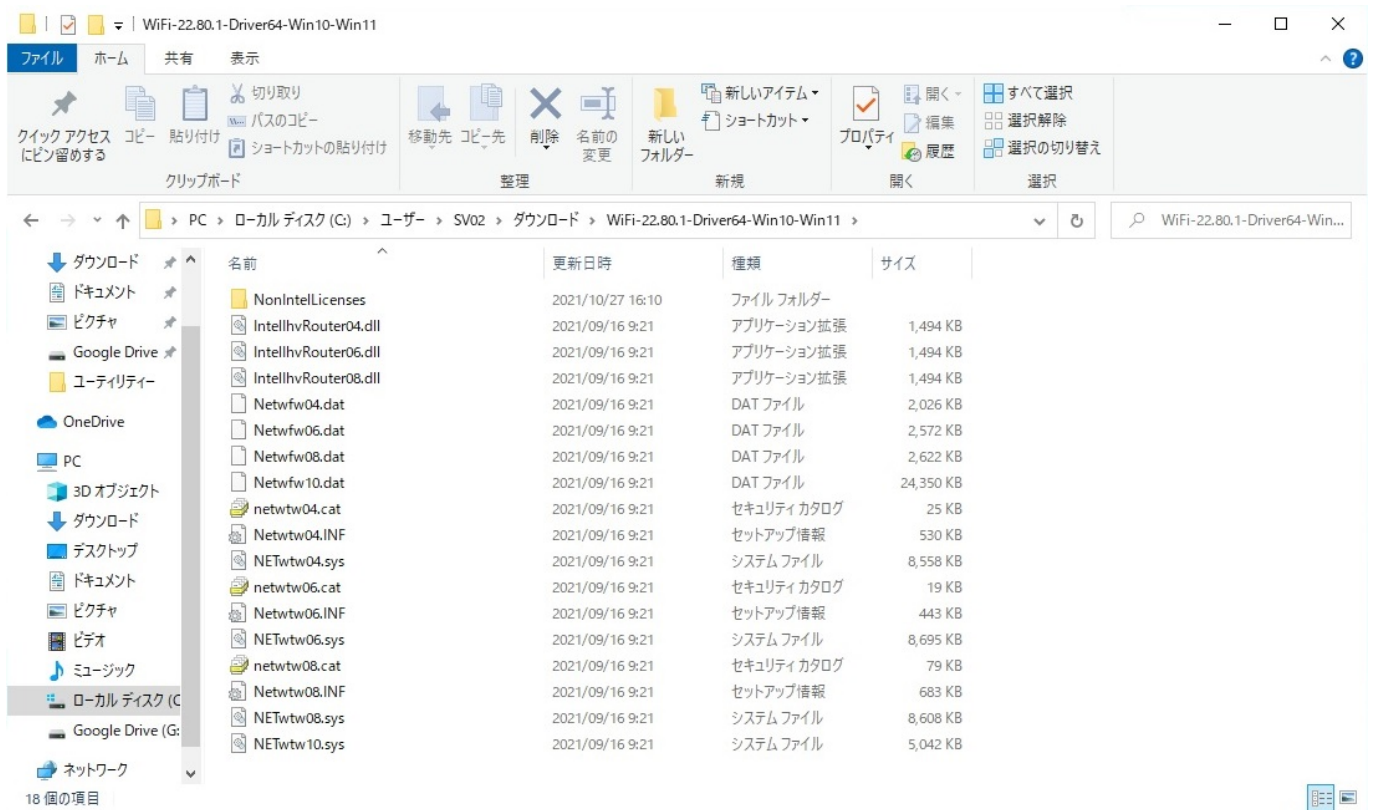 WiFi-22.80.1-Driver64-Win10-Win11
ファイル ホーム 共有 表示
クイック アクセス
にピン留めする
コピー
貼り付け
切り取り
パスのコピー
ショートカットの貼り付け
クリップボード
移動先
コピー先
削除
名前の
変更
整理
新しい
フォルダー
新しいアイテム
ショートカット
新規
プロパティ
開く
編集
履歴
開く
すべて選択
選択解除
選択の切り替え
選択
PC › ローカル ディスク (C:) › ユーザー › SV02 › ダウンロード › WiFi-22.80.1-Driver64-Win10-Win11 ›
WiFi-22.80.1-Driver64-Win...
ダウンロード
ドキュメント
ピクチャ
Google Drive
ユーティリティー
OneDrive
PC
3D オブジェクト
ダウンロード
デスクトップ
ドキュメント
ピクチャ
ビデオ
ミュージック
ローカル ディスク (C
Google Drive (G:
ネットワーク
名前 更新日時 種類 サイズ
NonIntelLicenses 2021/10/27 16:10 ファイル フォルダー
IntelIhvRouter04.dll 2021/09/16 9:21 アプリケーション拡張 1,494 KB
IntelIhvRouter06.dll 2021/09/16 9:21 アプリケーション拡張 1,494 KB
IntelIhvRouter08.dll 2021/09/16 9:21 アプリケーション拡張 1,494 KB
Netwfw04.dat 2021/09/16 9:21 DAT ファイル 2,026 KB
Netwfw06.dat 2021/09/16 9:21 DAT ファイル 2,572 KB
Netwfw08.dat 2021/09/16 9:21 DAT ファイル 2,622 KB
Netwfw10.dat 2021/09/16 9:21 DAT ファイル 24,350 KB
netwtw04.cat 2021/09/16 9:21 セキュリティ カタログ 25 KB
Netwtw04.INF 2021/09/16 9:21 セットアップ情報 530 KB
NETwtw04.sys 2021/09/16 9:21 システム ファイル 8,558 KB
netwtw06.cat 2021/09/16 9:21 セキュリティ カタログ 19 KB
Netwtw06.INF 2021/09/16 9:21 セットアップ情報 443 KB
NETwtw06.sys 2021/09/16 9:21 システム ファイル 8,695 KB
netwtw08.cat 2021/09/16 9:21 セキュリティ カタログ 79 KB
Netwtw08.INF 2021/09/16 9:21 セットアップ情報 683 KB
NETwtw08.sys 2021/09/16 9:21 システム ファイル 8,608 KB
NETwtw10.sys 2021/09/16 9:21 システム ファイル 5,042 KB
18 個の項目